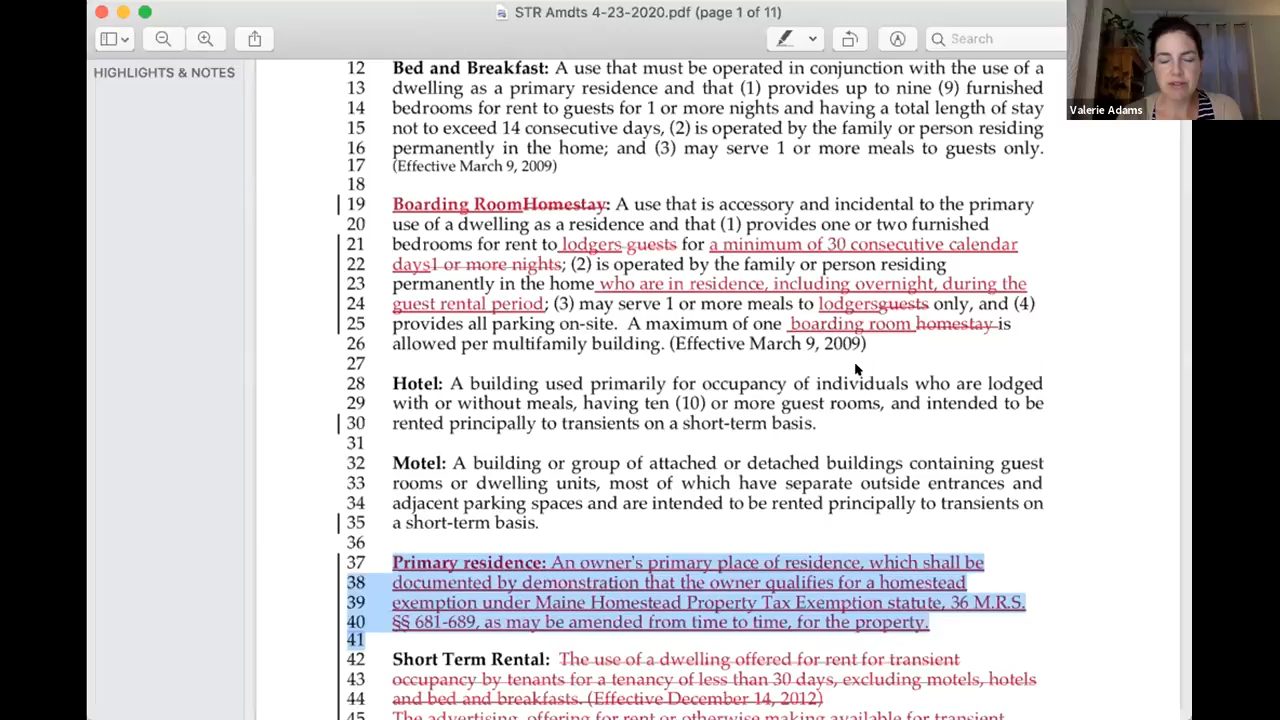 STR Amdts 4-23-2020.pdf (page 1 of 11)
Search
Valerie Adams
HIGHLIGHTS & NOTES
12 Bed and Breakfast: A use that must be operated in conjunction with the use of a
13 dwelling as a primary residence and that (1) provides up to nine (9) furnished
14 bedrooms for rent to guests for 1 or more nights and having a total length of stay
15 not to exceed 14 consecutive days, (2) is operated by the family or person residing
16 permanently in the home; and (3) may serve 1 or more meals to guests only.
17 (Effective March 9, 2009)
18
19 Boarding RoomHomestay: A use that is accessory and incidental to the primary
20 use of a dwelling as a residence and that (1) provides one or two furnished
21 bedrooms for rent to lodgers guests for a minimum of 30 consecutive calendar
22 days1 or more nights; (2) is operated by the family or person residing
23 permanently in the home who are in residence, including overnight, during the
24 guest rental period; (3) may serve 1 or more meals to lodgersguests only, and (4)
25 provides all parking on-site. A maximum of one boarding room homestay is
26 allowed per multifamily building. (Effective March 9, 2009)
27
28 Hotel: A building used primarily for occupancy of individuals who are lodged
29 with or without meals, having ten (10) or more guest rooms, and intended to be
30 rented principally to transients on a short-term basis.
31
32 Motel: A building or group of attached or detached buildings containing guest
33 rooms or dwelling units, most of which have separate outside entrances and
34 adjacent parking spaces and are intended to be rented principally to transients on
35 a short-term basis.
36
37 Primary residence: An owner's primary place of residence, which shall be
38 documented by demonstration that the owner qualifies for a homestead
39 exemption under Maine Homestead Property Tax Exemption statute, 36 M.R.S.
40 §§ 681-689, as may be amended from time to time, for the property.
41
42 Short Term Rental: The use of a dwelling offered for rent for transient
43 occupancy by tenants for a tenancy of less than 30 days, excluding motels, hotels
44 and bed and breakfasts. (Effective December 14, 2012)
45 The advertising, offering for rent or otherwise making available for transient